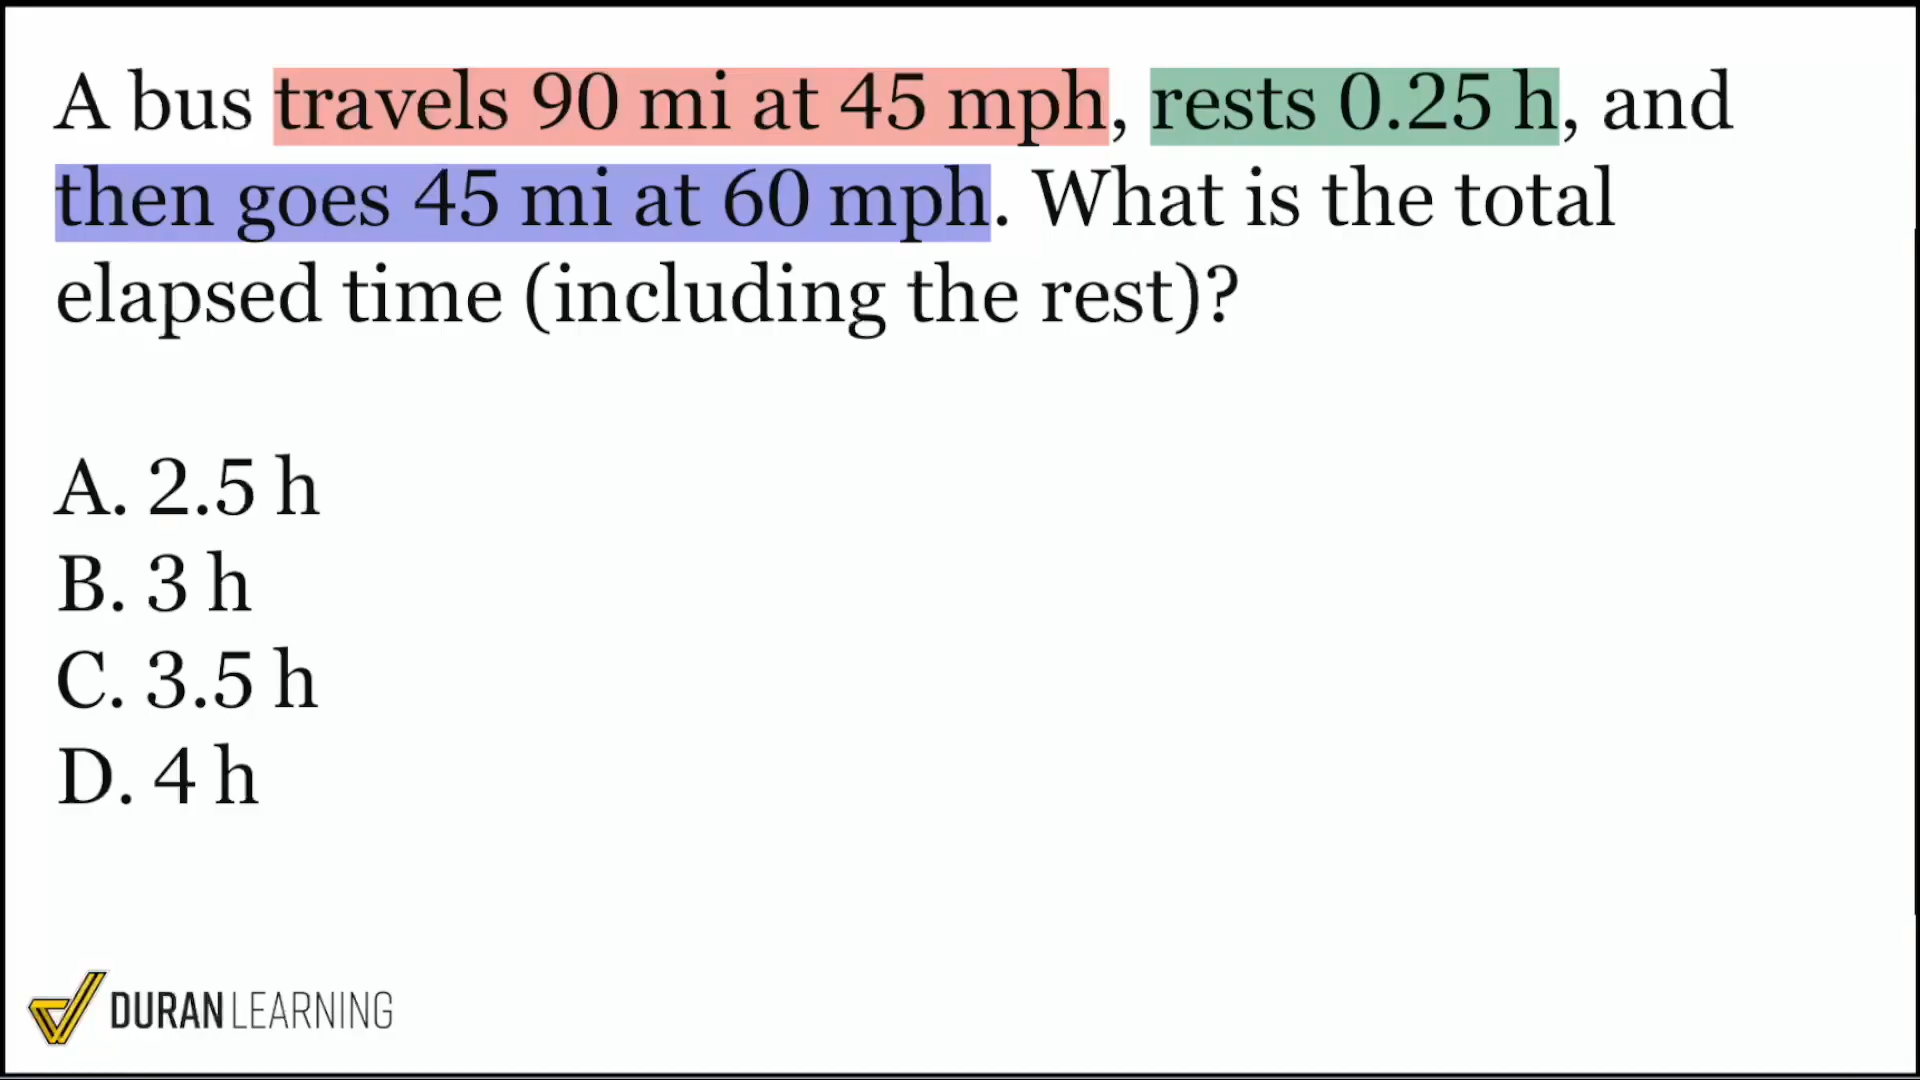 A bus travels 90 mi at 45 mph, rests 0.25 h, and
then goes 45 mi at 60 mph. What is the total
elapsed time (including the rest)?
A. 2.5 h
B. 3 h
C. 3.5 h
D. 4 h
DURAN LEARNING